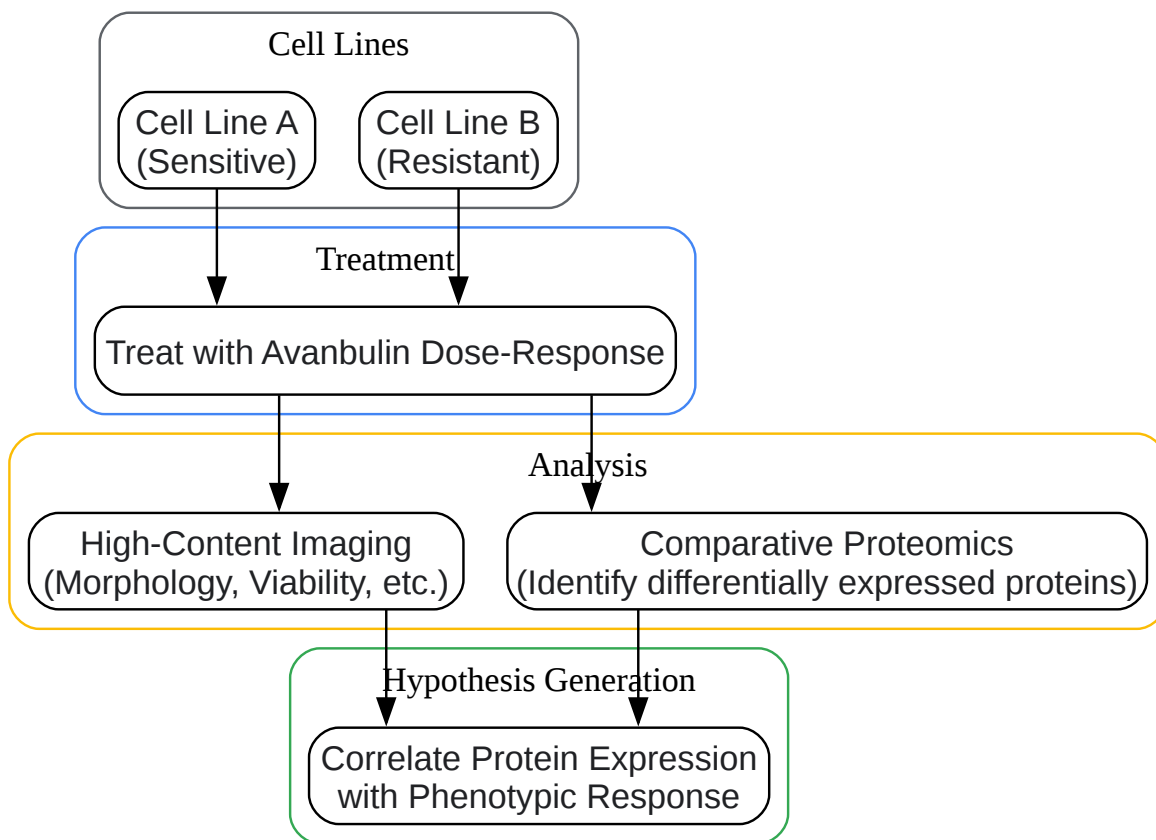 Cell Lines
Cell Line A
(Sensitive)
Cell Line B
(Resistant)
Treatment
Treat with Avanbulin Dose-Response
Analysis
High-Content Imaging
(Morphology, Viability, etc.)
Comparative Proteomics
(Identify differentially expressed proteins)
Hypothesis Generation
Correlate Protein Expression
with Phenotypic Response